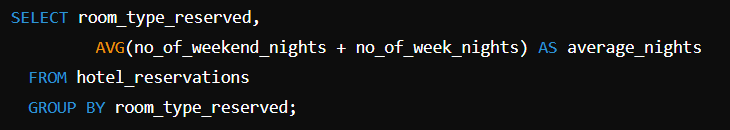 SELECT room_type_reserved,
AVG(no_of_weekend_nights + no_of_week_nights) AS average_nights
FROM hotel_reservations
GROUP BY room_type_reserved;